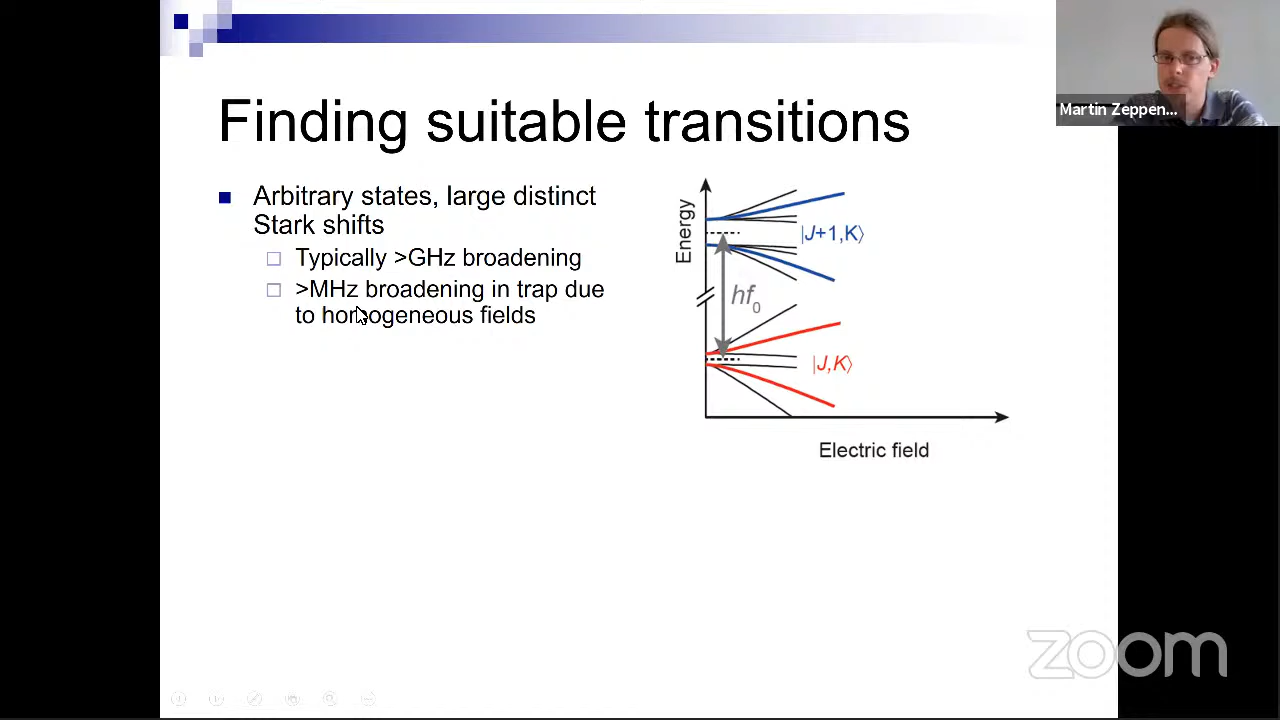 Finding suitable transitions
Arbitrary states, large distinct
Stark shifts
Typically >GHz broadening
>MHz broadening in trap due
to homogeneous fields
Energy
|J+1,K⟩
hf₀
|J,K⟩
Electric field
Martin Zeppen...
zoom